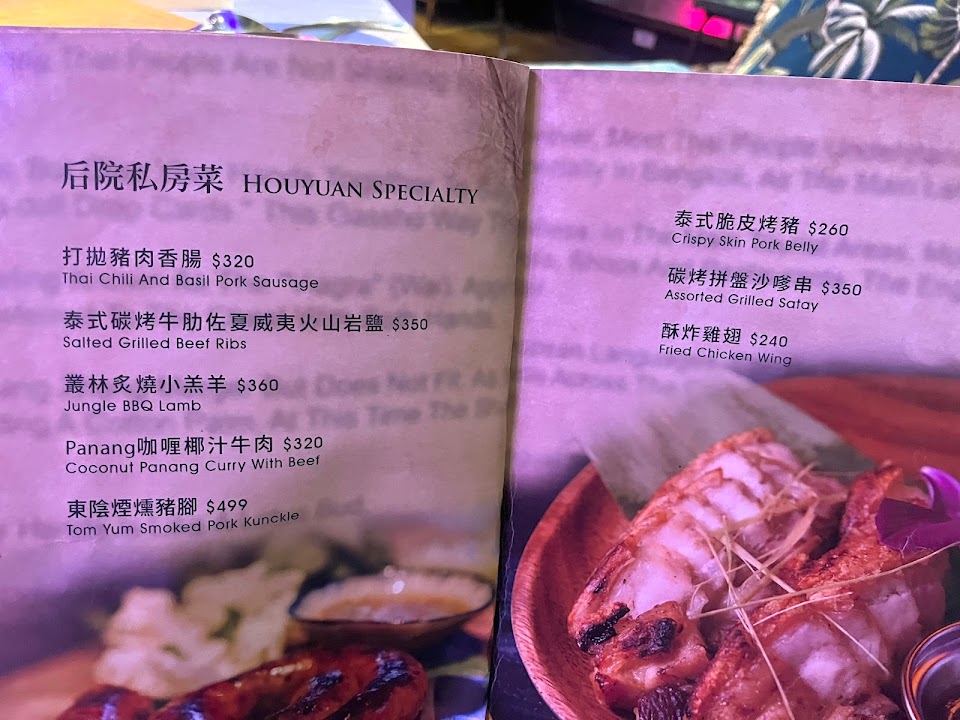 后院私房菜 HOUYUAN SPECIALTY
打拋豬肉香腸 $320
Thai Chili And Basil Pork Sausage
泰式碳烤牛肋佐夏威夷火山岩鹽 $350
Salted Grilled Beef Ribs
叢林炙燒小羔羊 $360
Jungle BBQ Lamb
Panang咖喱椰汁牛肉 $320
Coconut Panang Curry With Beef
東陰煙燻豬腳 $499
Tom Yum Smoked Pork Kunckle
泰式脆皮烤豬 $260
Crispy Skin Pork Belly
碳烤拼盤沙嗲串 $350
Assorted Grilled Satay
酥炸雞翅 $240
Fried Chicken Wing